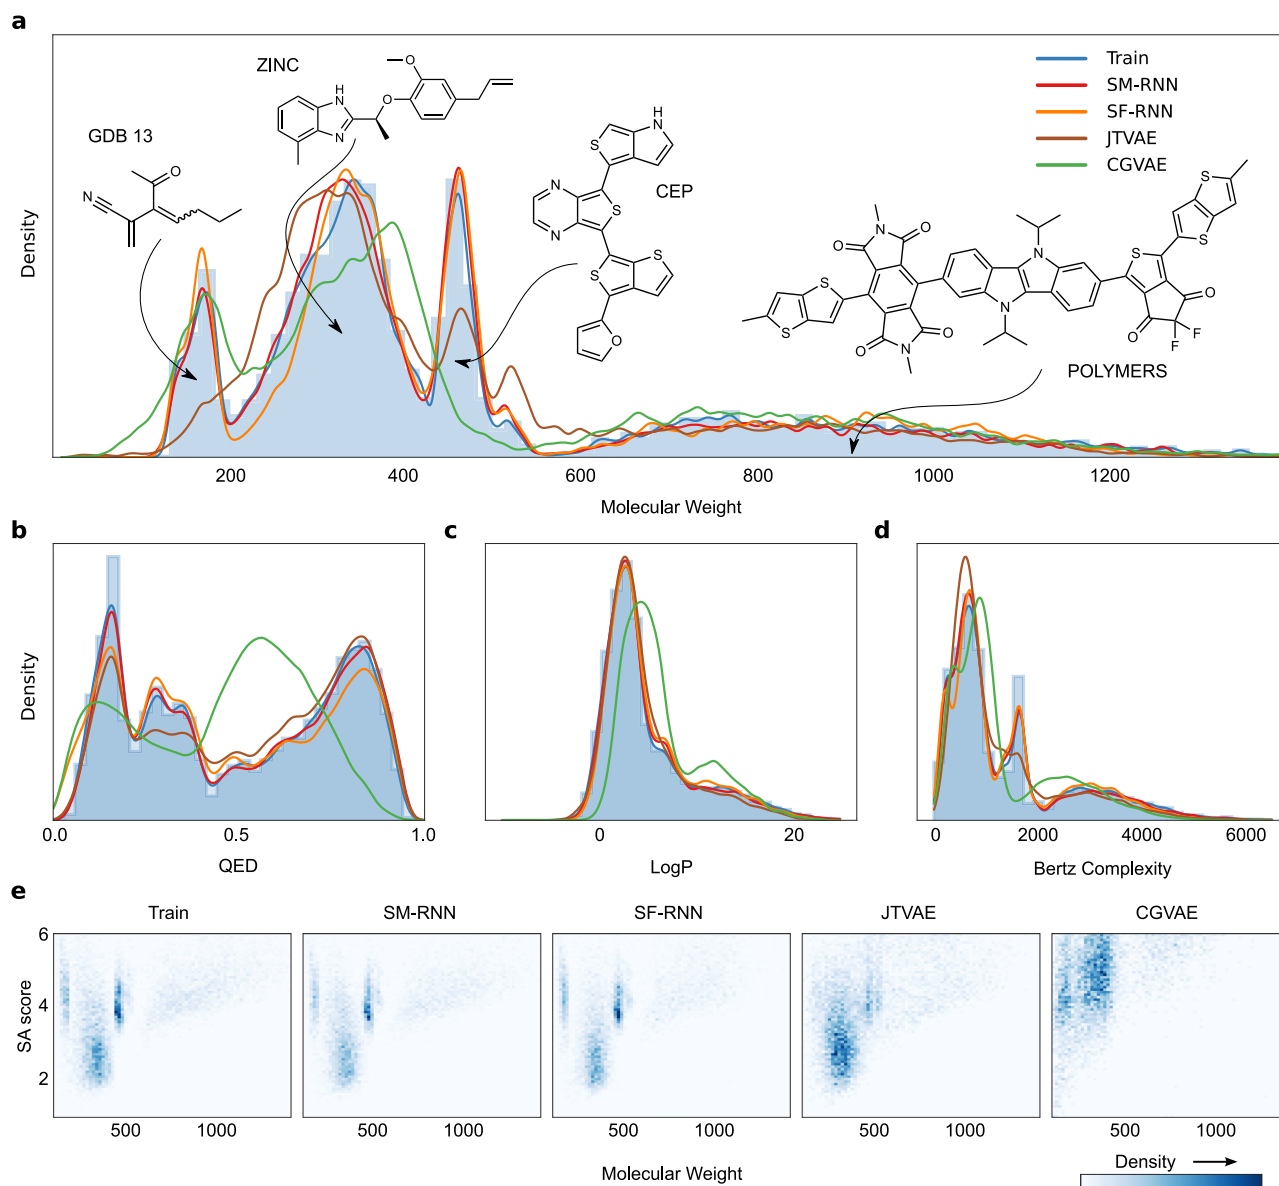 a
ZINC
GDB 13
CEP
POLYMERS
Train
SM-RNN
SF-RNN
JTVAE
CGVAE
N
O
H
N
N
O
O
H
N
S
N
N
S
S
S
O
S
S
N
O
O
O
O
N
N
N
S
S
S
O
O
F
F
Density
200
400
600
800
1000
1200
Molecular Weight
b
Density
0.0
0.5
1.0
QED
c
0
20
LogP
d
0
2000
4000
6000
Bertz Complexity
e
Train
SM-RNN
SF-RNN
JTVAE
CGVAE
SA score
6
4
2
500
1000
500
1000
500
1000
500
1000
500
1000
Molecular Weight
Density